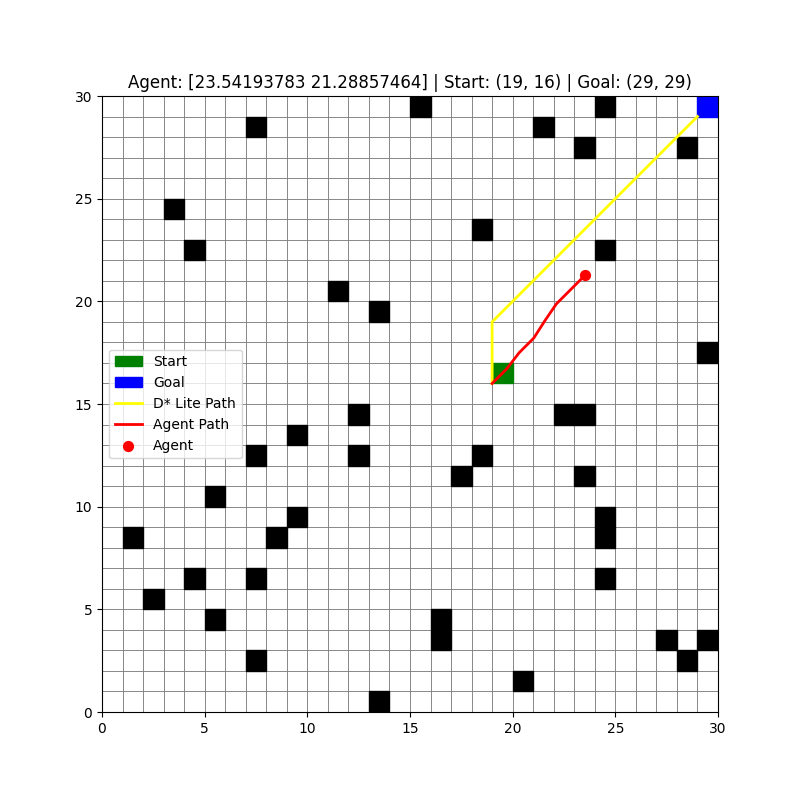 Agent: [23.54193783 21.28857464] | Start: (19, 16) | Goal: (29, 29)
30
25
20
15
10
5
0
Start
Goal
D* Lite Path
Agent Path
Agent
0 5 10 15 20 25 30